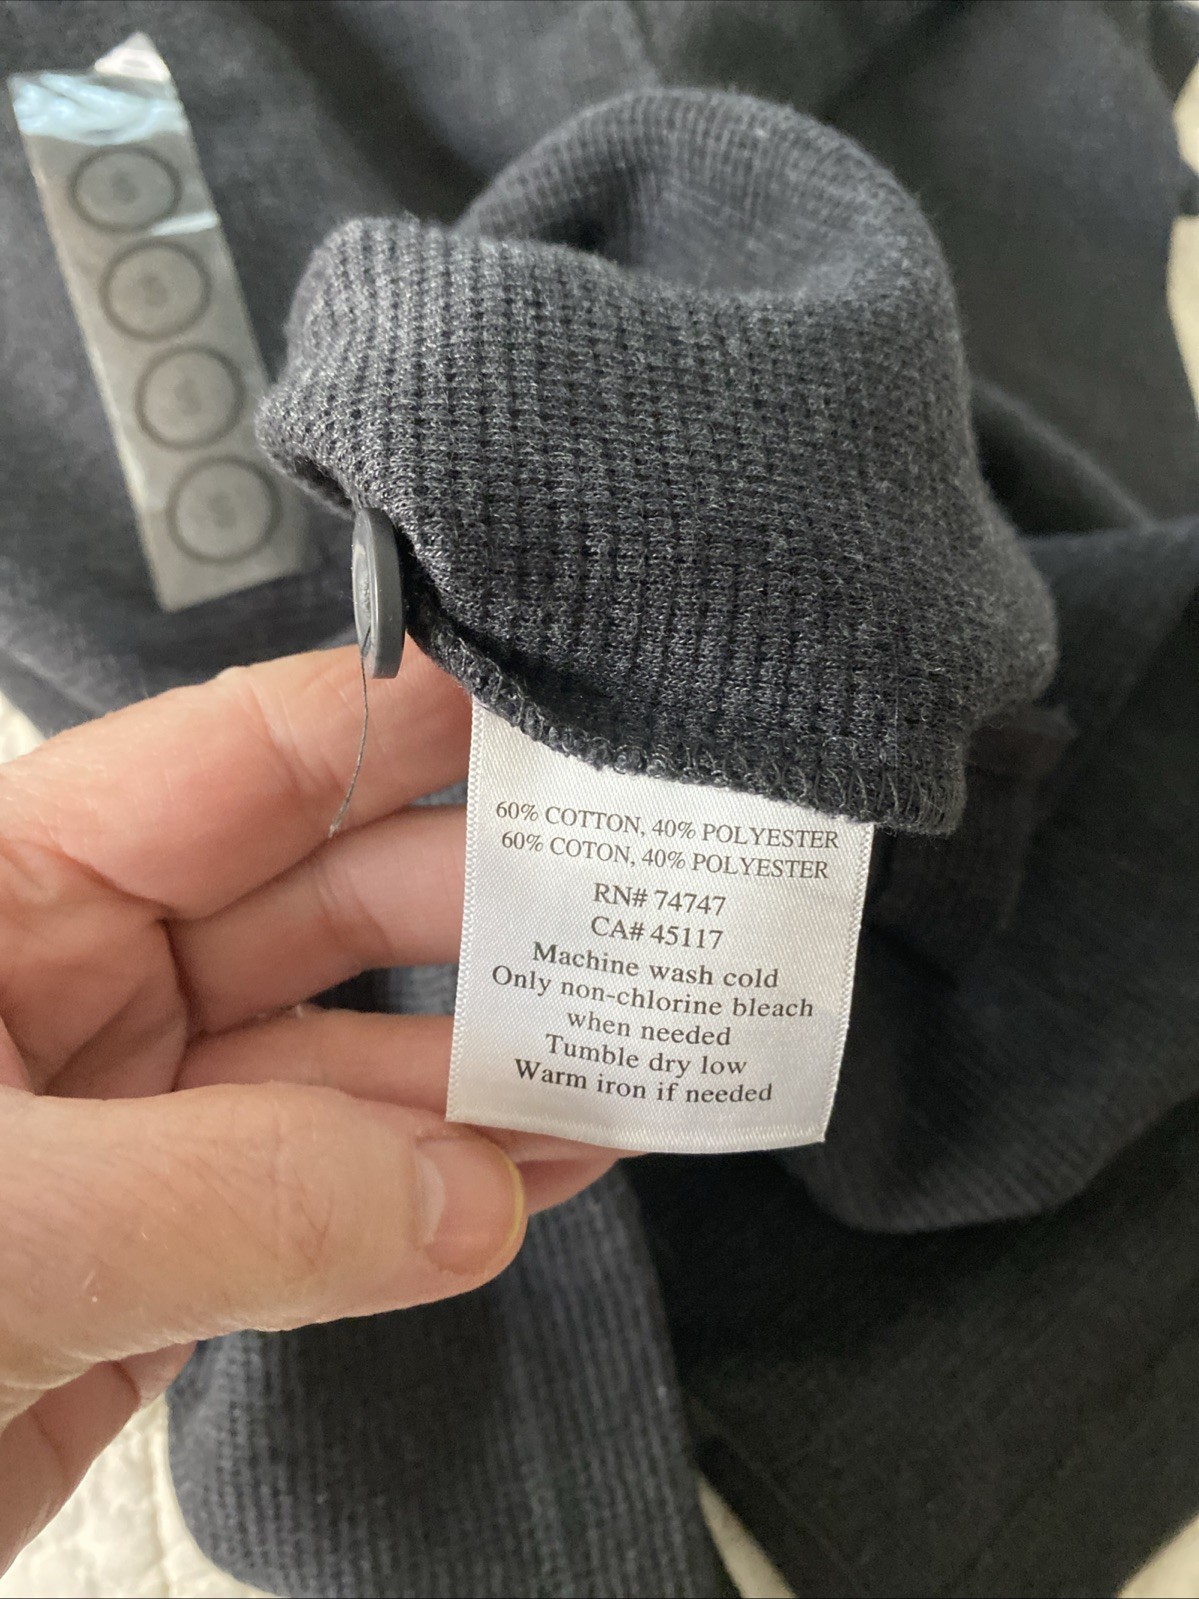 60% COTTON, 40% POLYESTER
60% COTON, 40% POLYESTER
RN# 74747
CA# 45117
Machine wash cold
Only non-chlorine bleach
when needed
Tumble dry low
Warm iron if needed